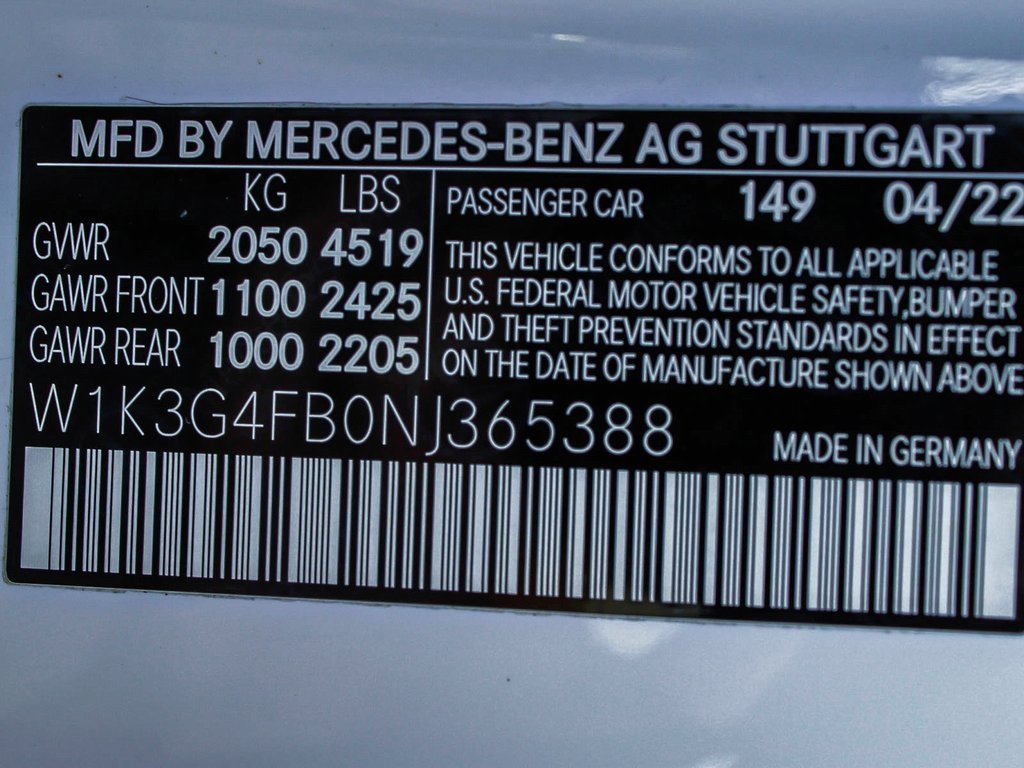 MFD BY MERCEDES-BENZ AG STUTTGART
KG LBS
GVWR 2050 4519
GAWR FRONT 1100 2425
GAWR REAR 1000 2205
PASSENGER CAR 149 04/22
THIS VEHICLE CONFORMS TO ALL APPLICABLE
U.S. FEDERAL MOTOR VEHICLE SAFETY,BUMPER
AND THEFT PREVENTION STANDARDS IN EFFECT
ON THE DATE OF MANUFACTURE SHOWN ABOVE
W1K3G4FB0NJ365388
MADE IN GERMANY